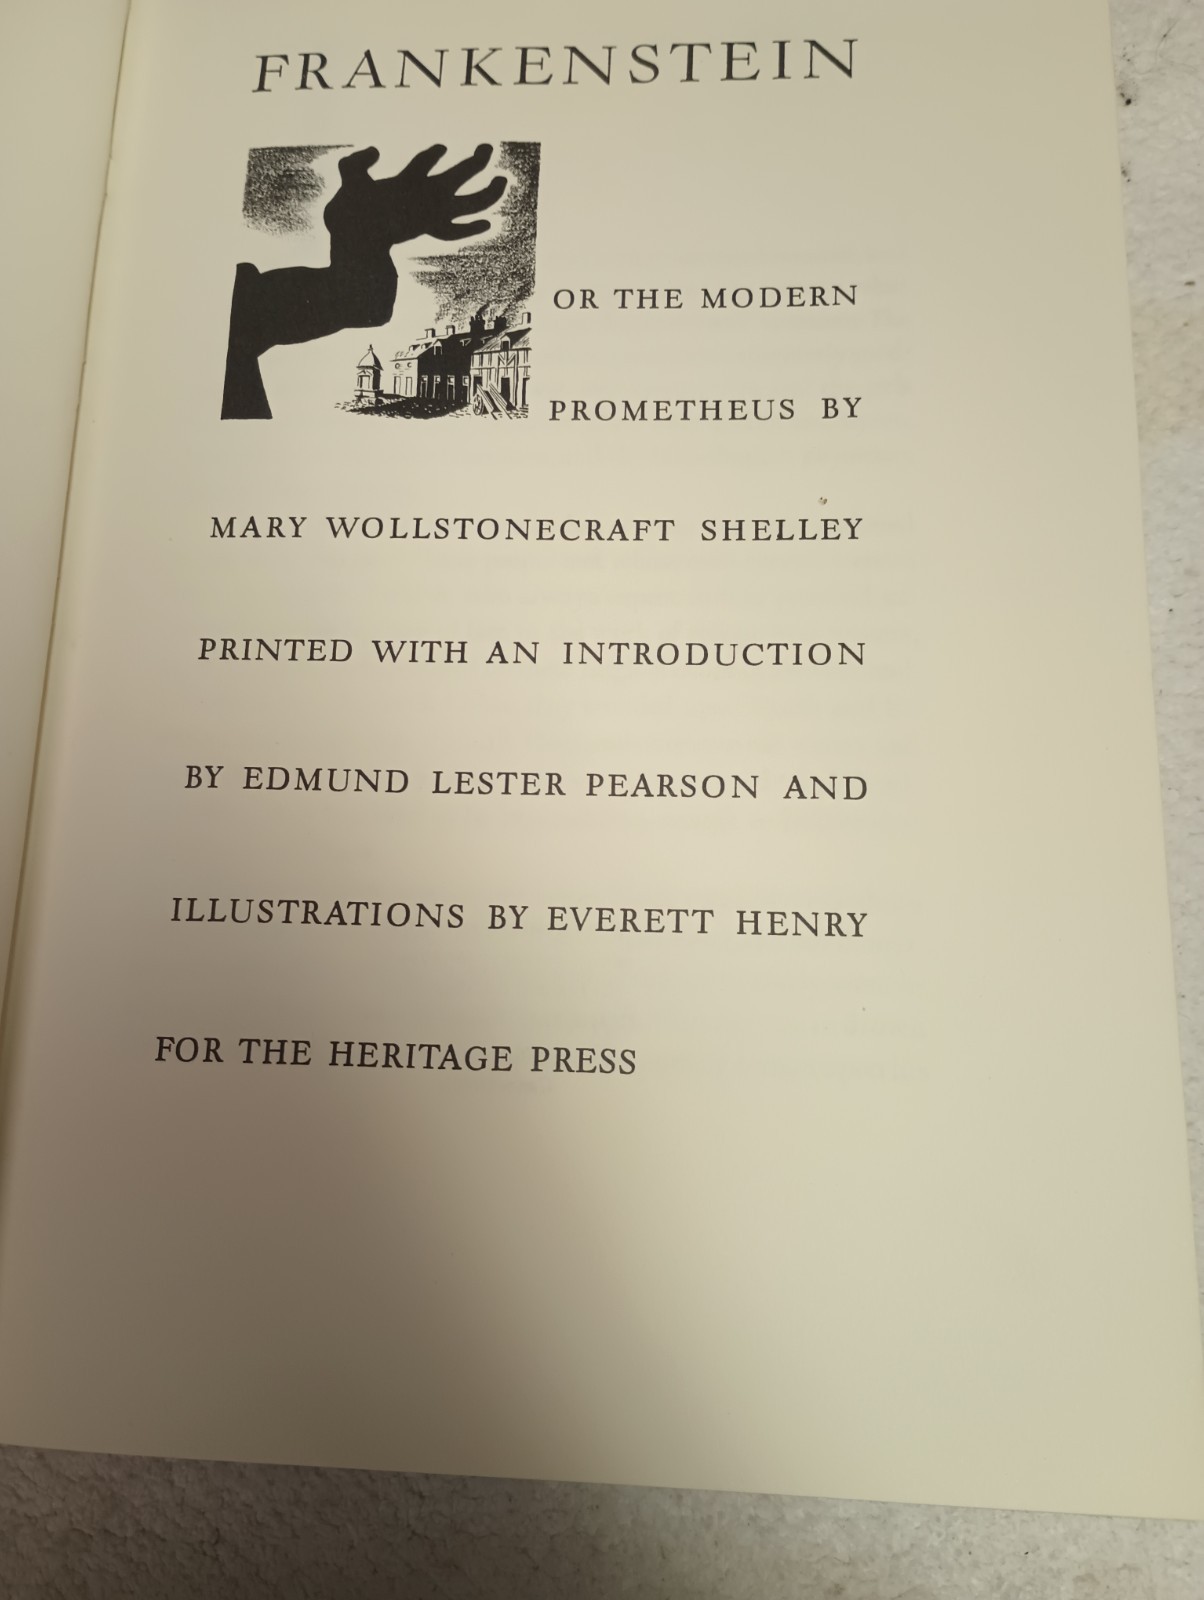 FRANKENSTEIN
OR THE MODERN
PROMETHEUS BY
MARY WOLLSTONECRAFT SHELLEY
PRINTED WITH AN INTRODUCTION
BY EDMUND LESTER PEARSON AND
ILLUSTRATIONS BY EVERETT HENRY
FOR THE HERITAGE PRESS